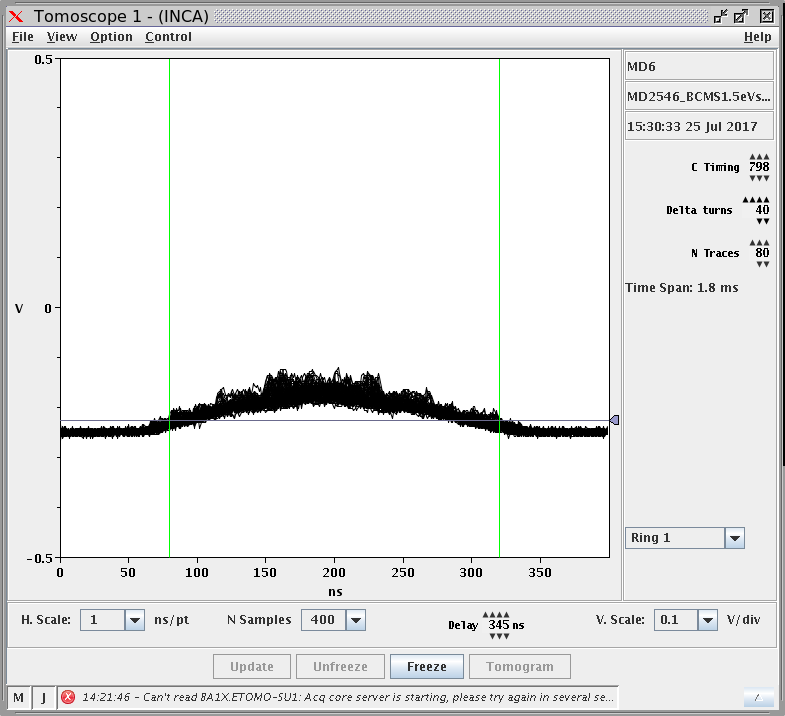 Tomoscope 1 - (INCA)
File View Option Control Help
MD6
MD2546_BCMS1.5eVs...
15:30:33 25 Jul 2017
C Timing 798
Delta turns 40
N Traces 80
Time Span: 1.8 ms
0.5
V 0
-0.5
0 50 100 150 200 250 300 350
ns
Ring 1
H. Scale: 1 ns/pt N Samples 400 Delay 345 ns V. Scale: 0.1 V/div
Update Unfreeze Freeze Tomogram
M J 14:21:46 - Can't read BA1X.ETOMO-SU1: Acq core server is starting, please try again in several se...